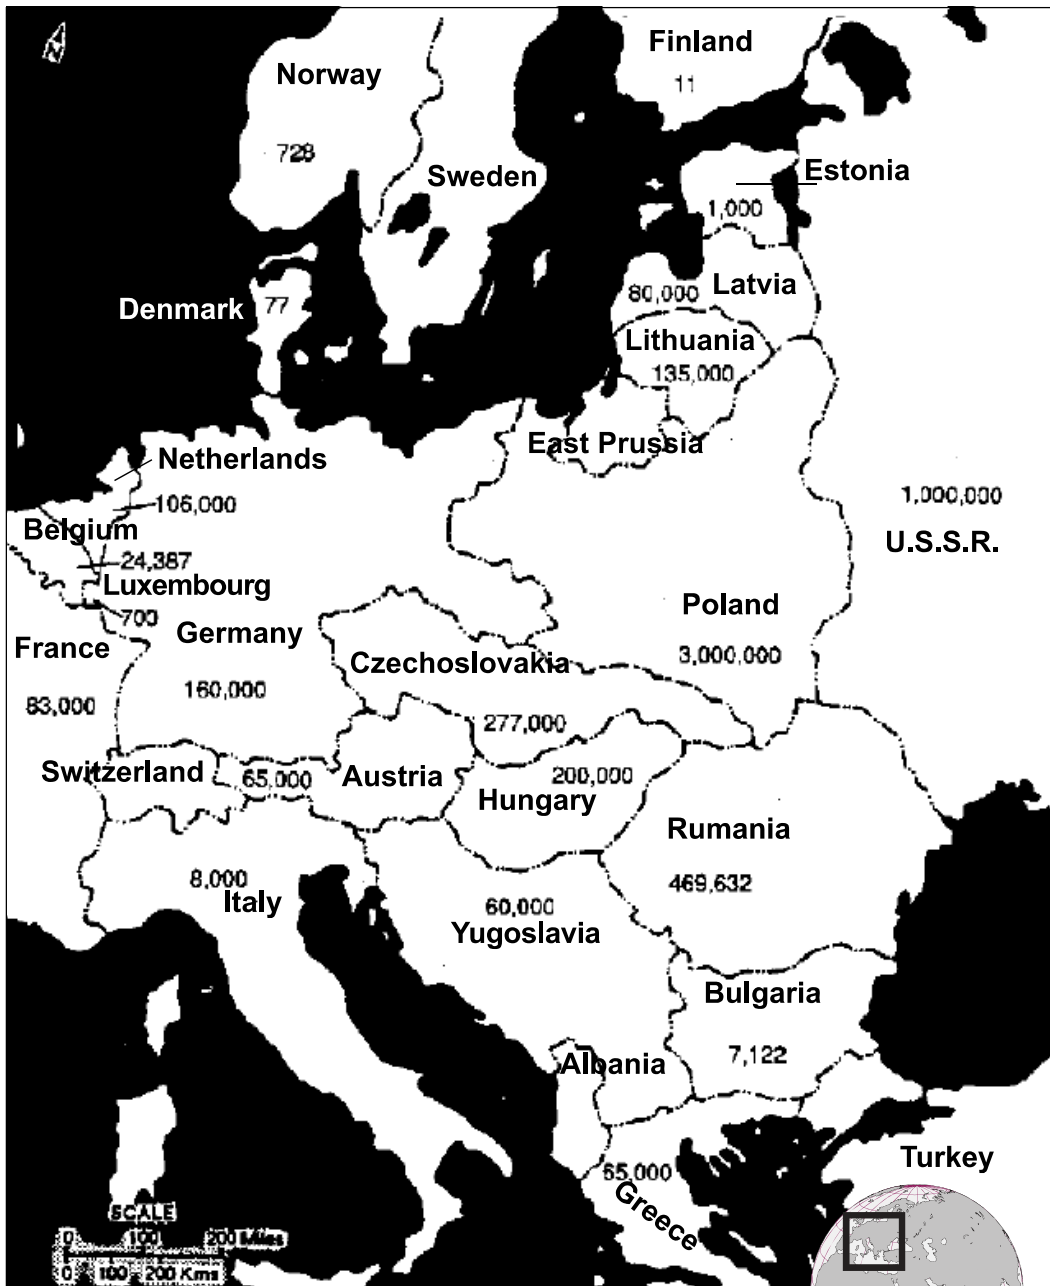 N
Finland
11
Norway
728
Sweden
Estonia
1,000
Latvia
80,000
Denmark
77
Lithuania
135,000
East Prussia
Netherlands
106,000
1,000,000
U.S.S.R.
Belgium
24,387
Luxembourg
700
Germany
160,000
Poland
3,000,000
France
83,000
Czechoslovakia
277,000
Switzerland
65,000
Austria
200,000
Hungary
Rumania
469,632
8,000
Italy
60,000
Yugoslavia
Bulgaria
7,122
Albania
Turkey
65,000
Greece
SCALE
0 100 200 Miles
0 100 200 Kms